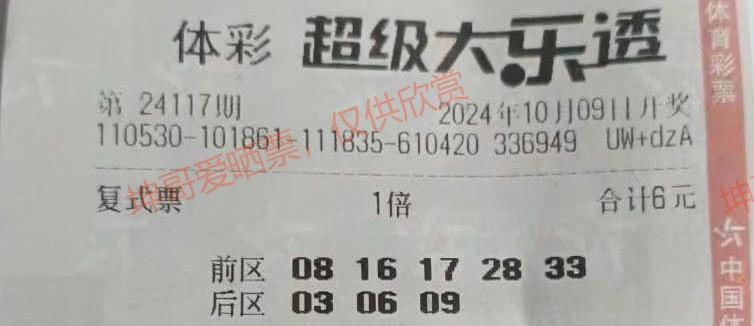 体彩 超级大乐透
第 24117期 2024年10月09日开奖
110530-101861-111835-610420 336949 UW+dzA
复式票 1倍 合计6元
前区 08 16 17 28 33
后区 03 06 09
坤哥爱晒票,仅供欣赏
体育彩票
中国体
坤